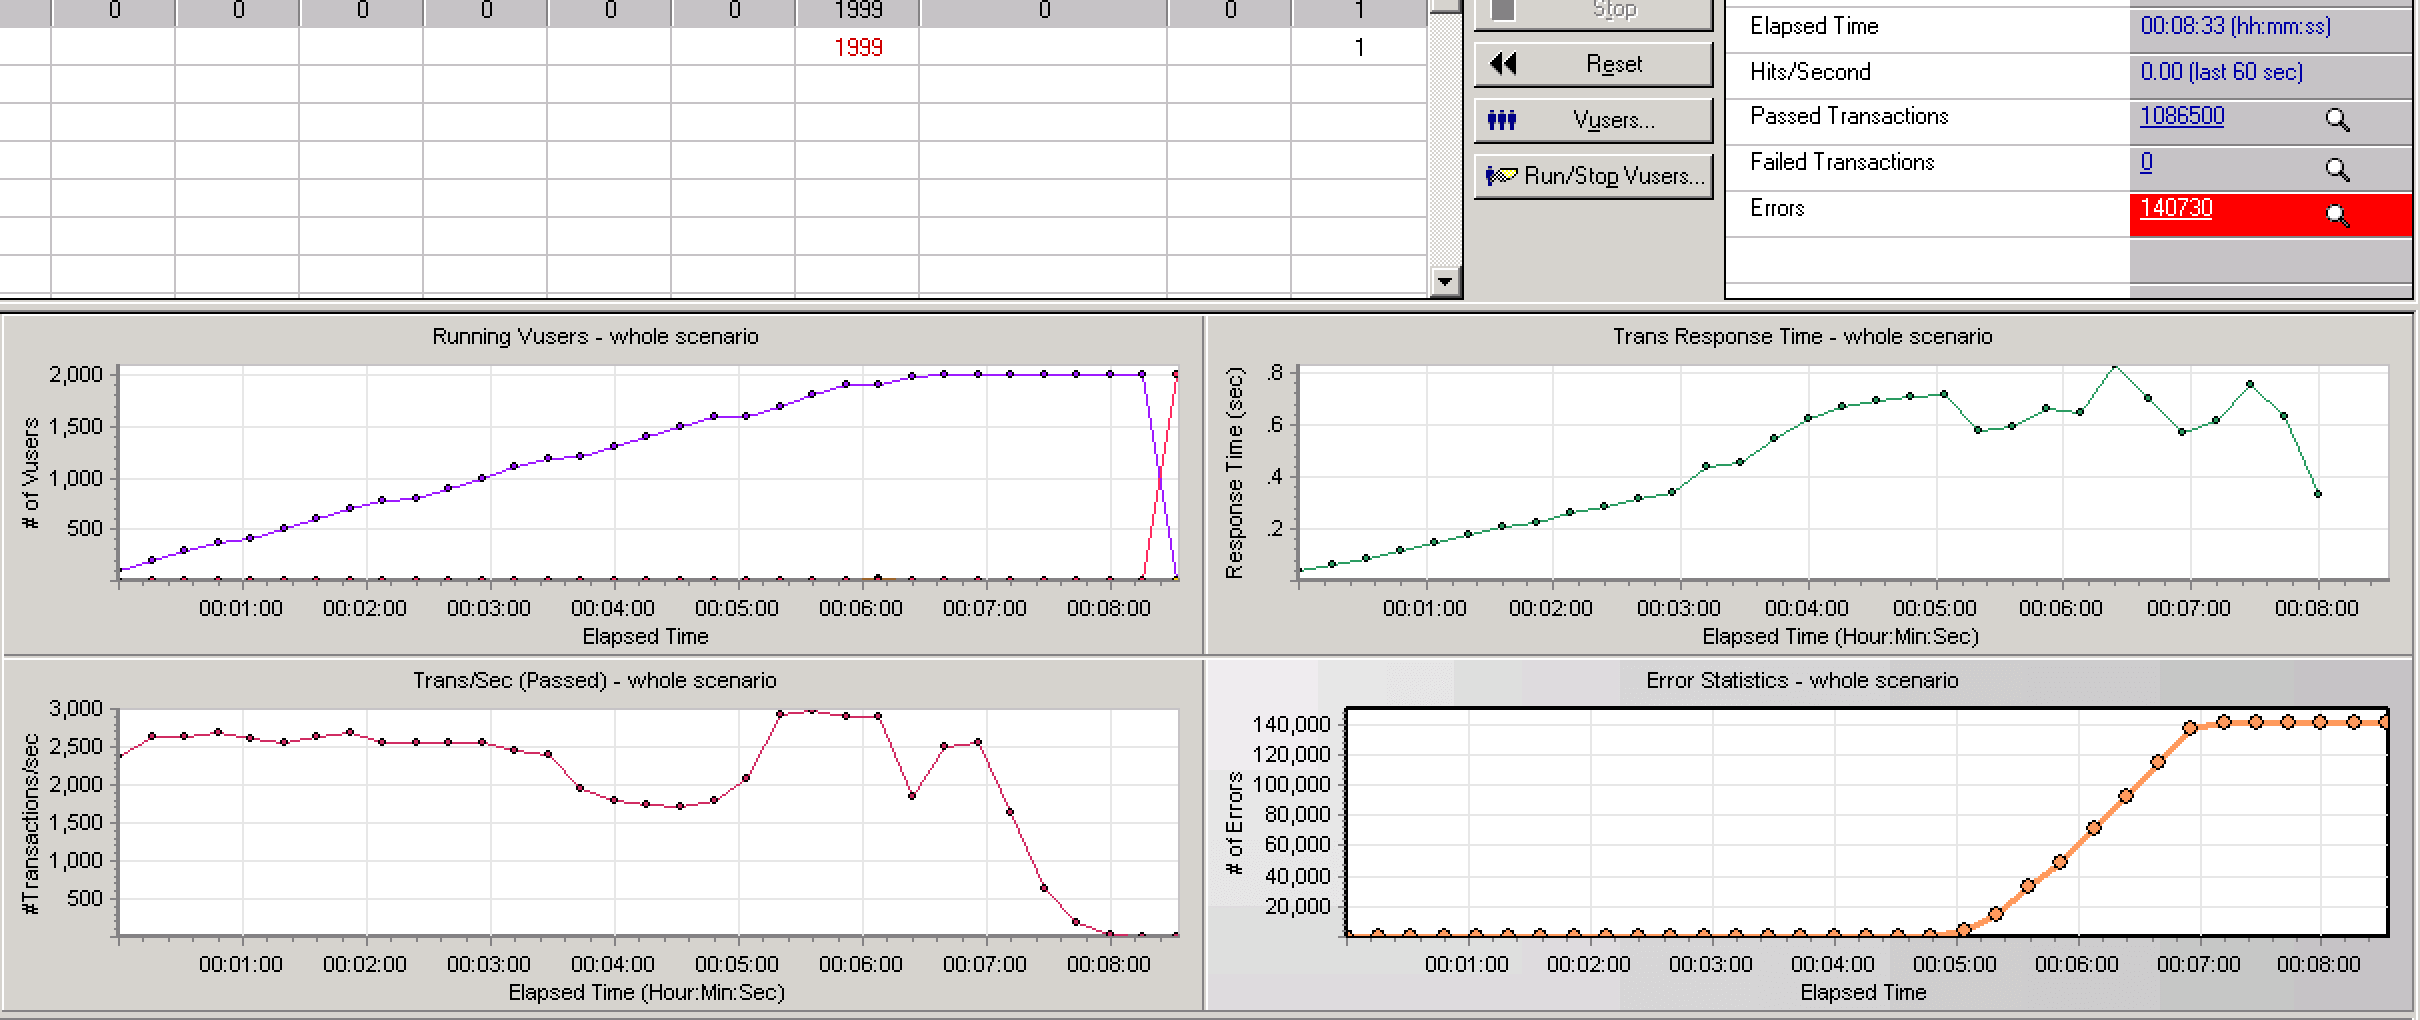 0 0 0 0 0 0 1999 0 0 1
1999 1
Stop
Reset
Vusers...
Run/Stop Vusers...
Elapsed Time 00:08:33 (hh:mm:ss)
Hits/Second 0.00 (last 60 sec)
Passed Transactions 1086500
Failed Transactions 0
Errors 140730
Running Vusers - whole scenario
# of Vusers
2,000
1,500
1,000
500
00:01:00 00:02:00 00:03:00 00:04:00 00:05:00 00:06:00 00:07:00 00:08:00
Elapsed Time
Trans Response Time - whole scenario
Response Time (sec)
.8
.6
.4
.2
00:01:00 00:02:00 00:03:00 00:04:00 00:05:00 00:06:00 00:07:00 00:08:00
Elapsed Time (Hour:Min:Sec)
Trans/Sec (Passed) - whole scenario
#Transactions/sec
3,000
2,500
2,000
1,500
1,000
500
00:01:00 00:02:00 00:03:00 00:04:00 00:05:00 00:06:00 00:07:00 00:08:00
Elapsed Time (Hour:Min:Sec)
Error Statistics - whole scenario
# of Errors
140,000
120,000
100,000
80,000
60,000
40,000
20,000
00:01:00 00:02:00 00:03:00 00:04:00 00:05:00 00:06:00 00:07:00 00:08:00
Elapsed Time